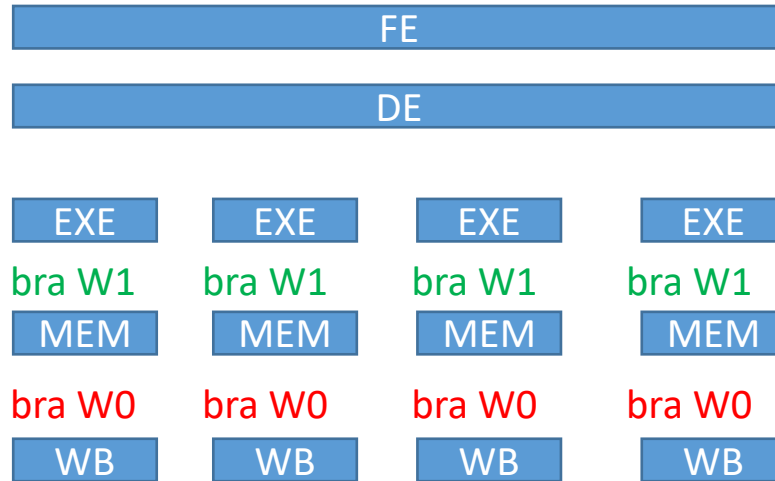 FE
DE
EXE EXE EXE EXE
bra W1 bra W1 bra W1 bra W1
MEM MEM MEM MEM
bra W0 bra W0 bra W0 bra W0
WB WB WB WB